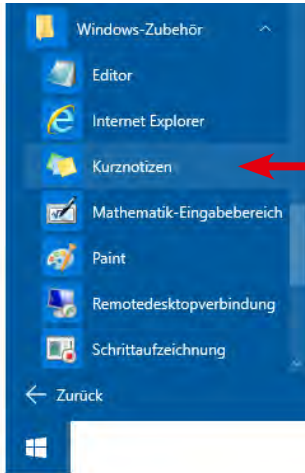 Windows-Zubehör
Editor
Internet Explorer
Kurznotizen
Mathematik-Eingabebereich
Paint
Remotedesktopverbindung
Schrittaufzeichnung
Zurück